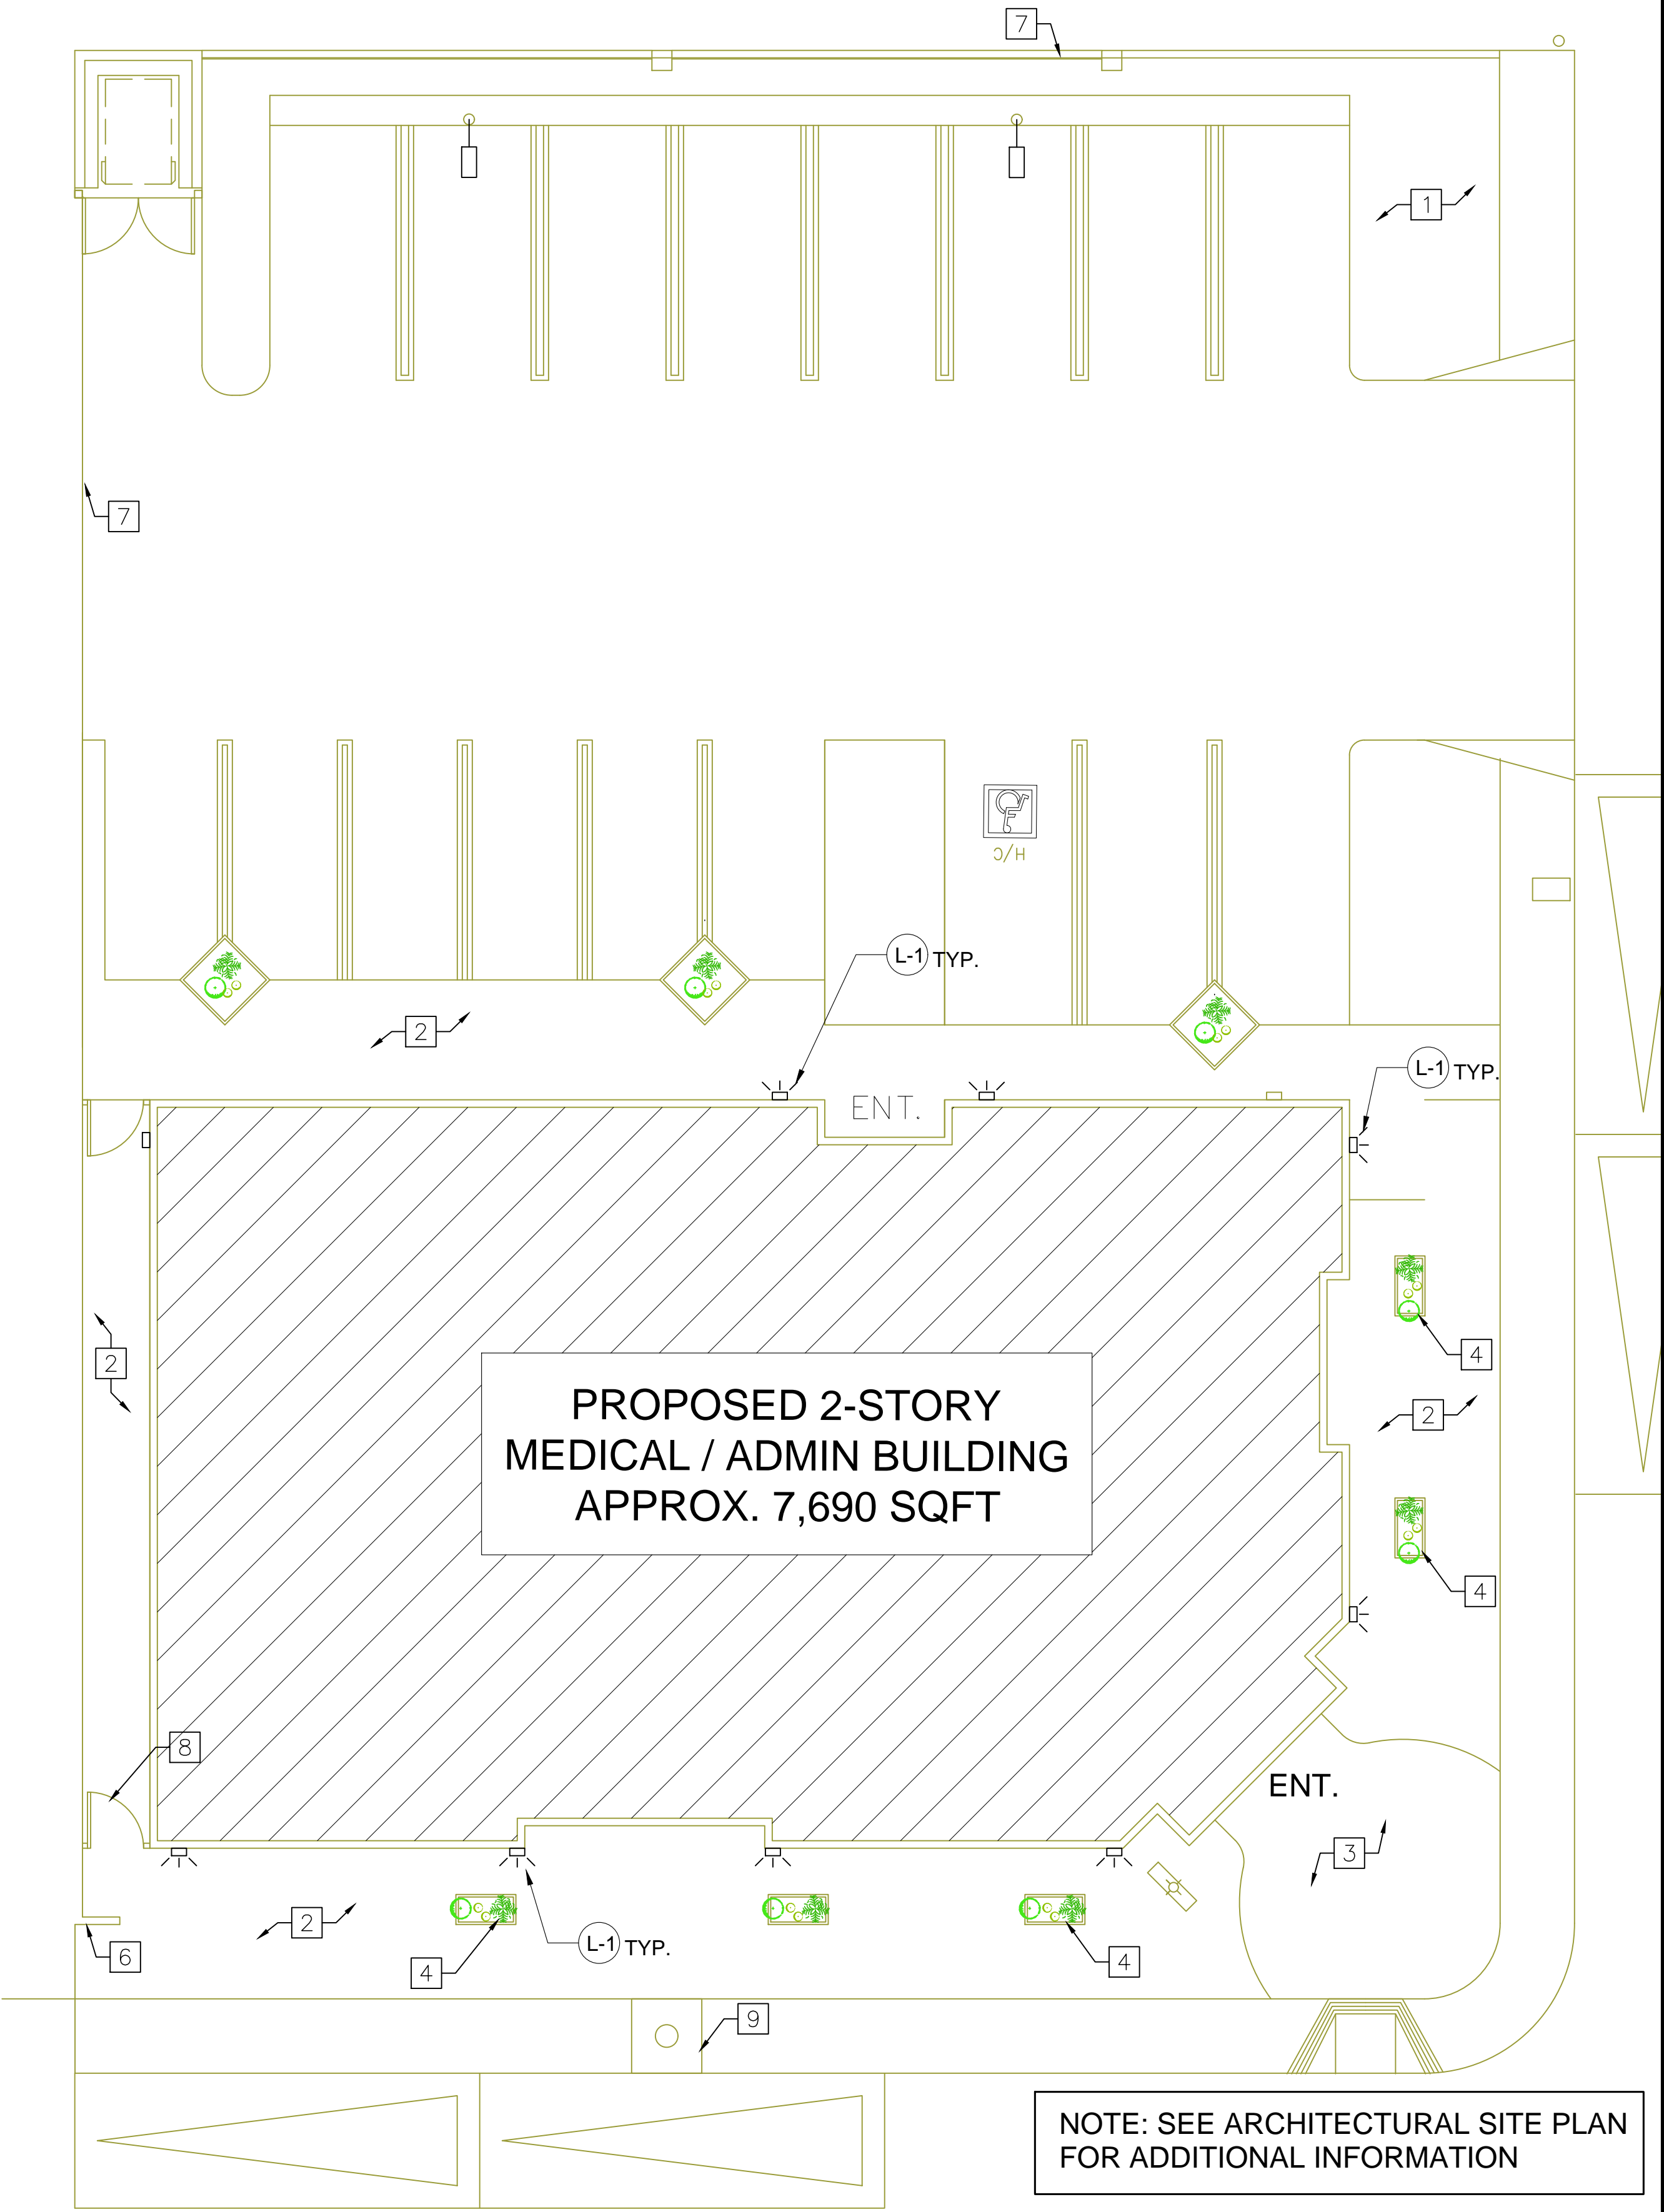 7
1
7
H/C
L-1 TYP.
2
L-1 TYP.
ENT.
2
4
PROPOSED 2-STORY
MEDICAL / ADMIN BUILDING
APPROX. 7,690 SQFT
2
4
8
ENT.
3
2
L-1 TYP.
6
4
4
9
NOTE: SEE ARCHITECTURAL SITE PLAN
FOR ADDITIONAL INFORMATION